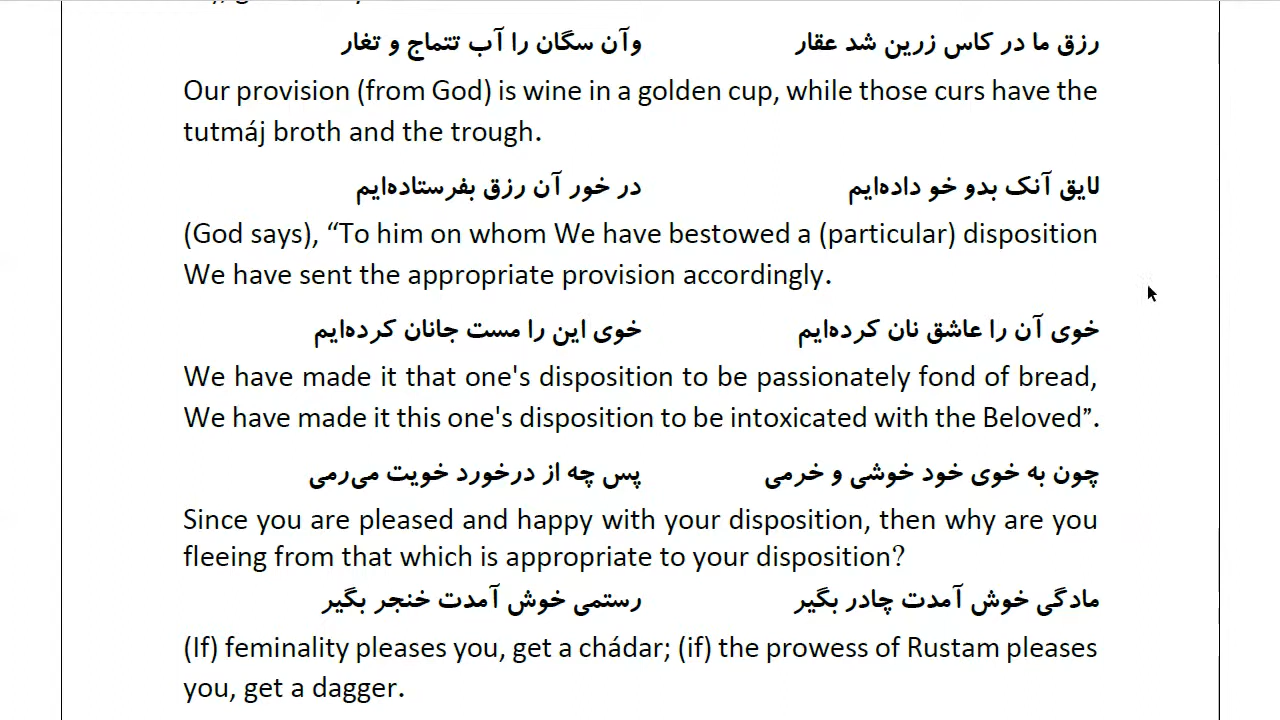 رزق ما در کاس زرین شد عقار وآن سگان را آب تتماج و تغار
Our provision (from God) is wine in a golden cup, while those curs have the
tutmáj broth and the trough.
لایق آنک بدو خو داده‌ایم در خور آن رزق بفرستاده‌ایم
(God says), “To him on whom We have bestowed a (particular) disposition
We have sent the appropriate provision accordingly.
خوی آن را عاشق نان کرده‌ایم خوی این را مست جانان کرده‌ایم
We have made it that one's disposition to be passionately fond of bread,
We have made it this one's disposition to be intoxicated with the Beloved”.
چون به خوی خود خوشی و خرمی پس چه از درخورد خویت می‌رمی
Since you are pleased and happy with your disposition, then why are you
fleeing from that which is appropriate to your disposition?
مادگی خوش آمدت چادر بگیر رستمی خوش آمدت خنجر بگیر
(If) feminality pleases you, get a chádar; (if) the prowess of Rustam pleases
you, get a dagger.